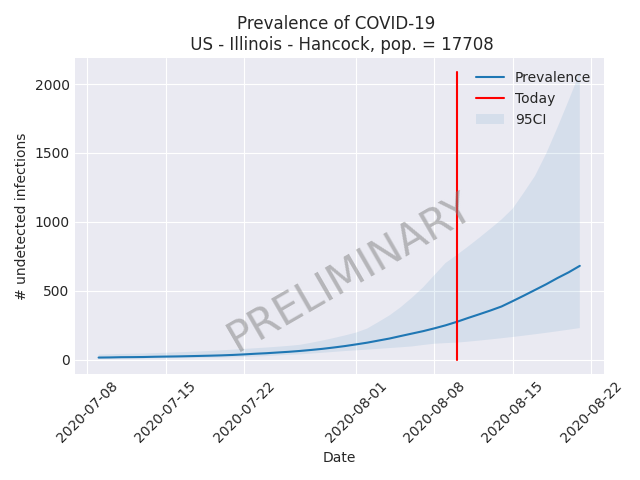 Prevalence of COVID-19
US - Illinois - Hancock, pop. = 17708
Prevalence
Today
95CI
PRELIMINARY
# undetected infections
2000
1500
1000
500
0
2020-07-08
2020-07-15
2020-07-22
2020-08-01
2020-08-08
2020-08-15
2020-08-22
Date